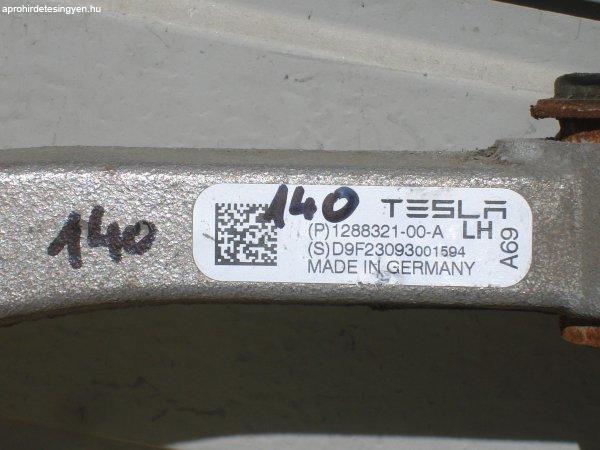 aprohirdetesingyen.hu
140
140
TESLA
(P)1288321-00-A LH
(S)D9F23093001594
MADE IN GERMANY
A69